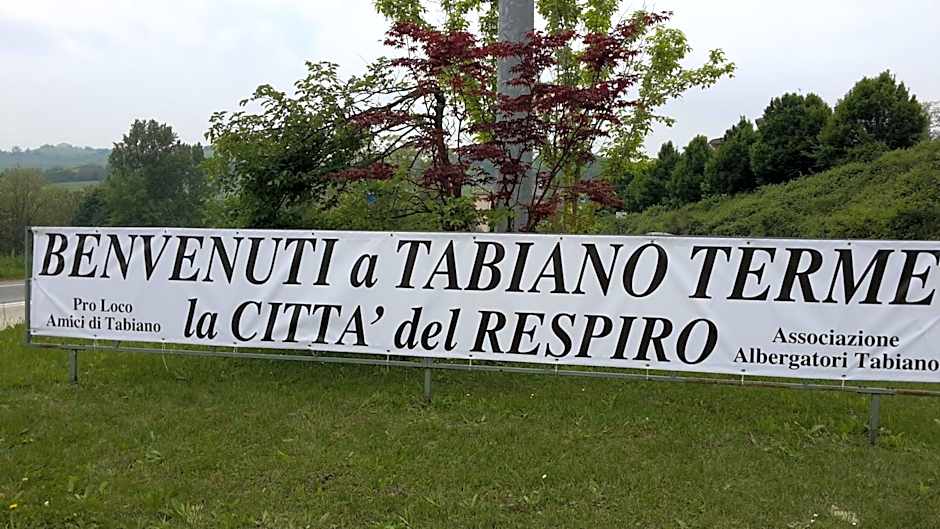 BENVENUTI a TABIANO TERME
la CITTA' del RESPIRO
Pro Loco
Amici di Tabiano
Associazione
Albergatori Tabiano